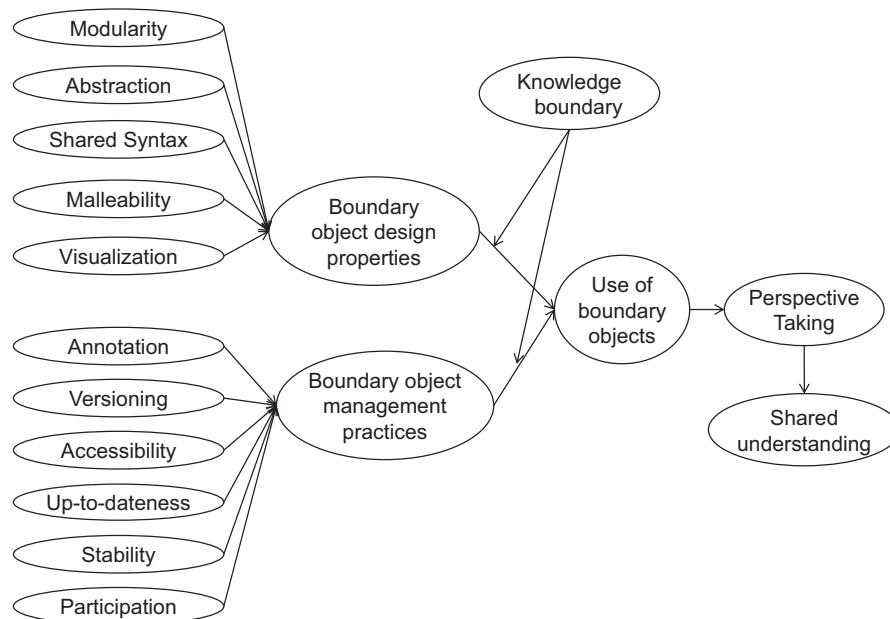 Modularity
Abstraction
Shared Syntax
Malleability
Visualization
Annotation
Versioning
Accessibility
Up-to-dateness
Stability
Participation
Boundary
object design
properties
Boundary object
management
practices
Knowledge
boundary
Use of
boundary
objects
Perspective
Taking
Shared
understanding